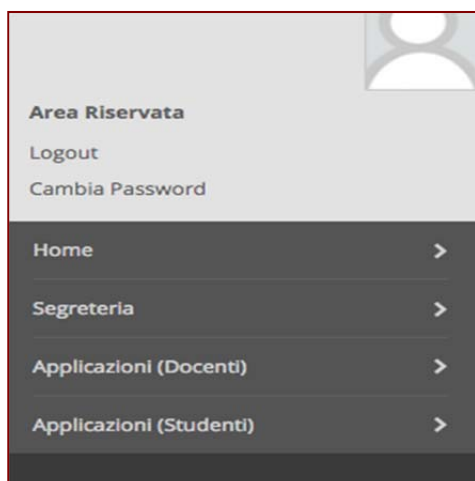 Area Riservata
Logout
Cambia Password
Home
Segreteria
Applicazioni (Docenti)
Applicazioni (Studenti)